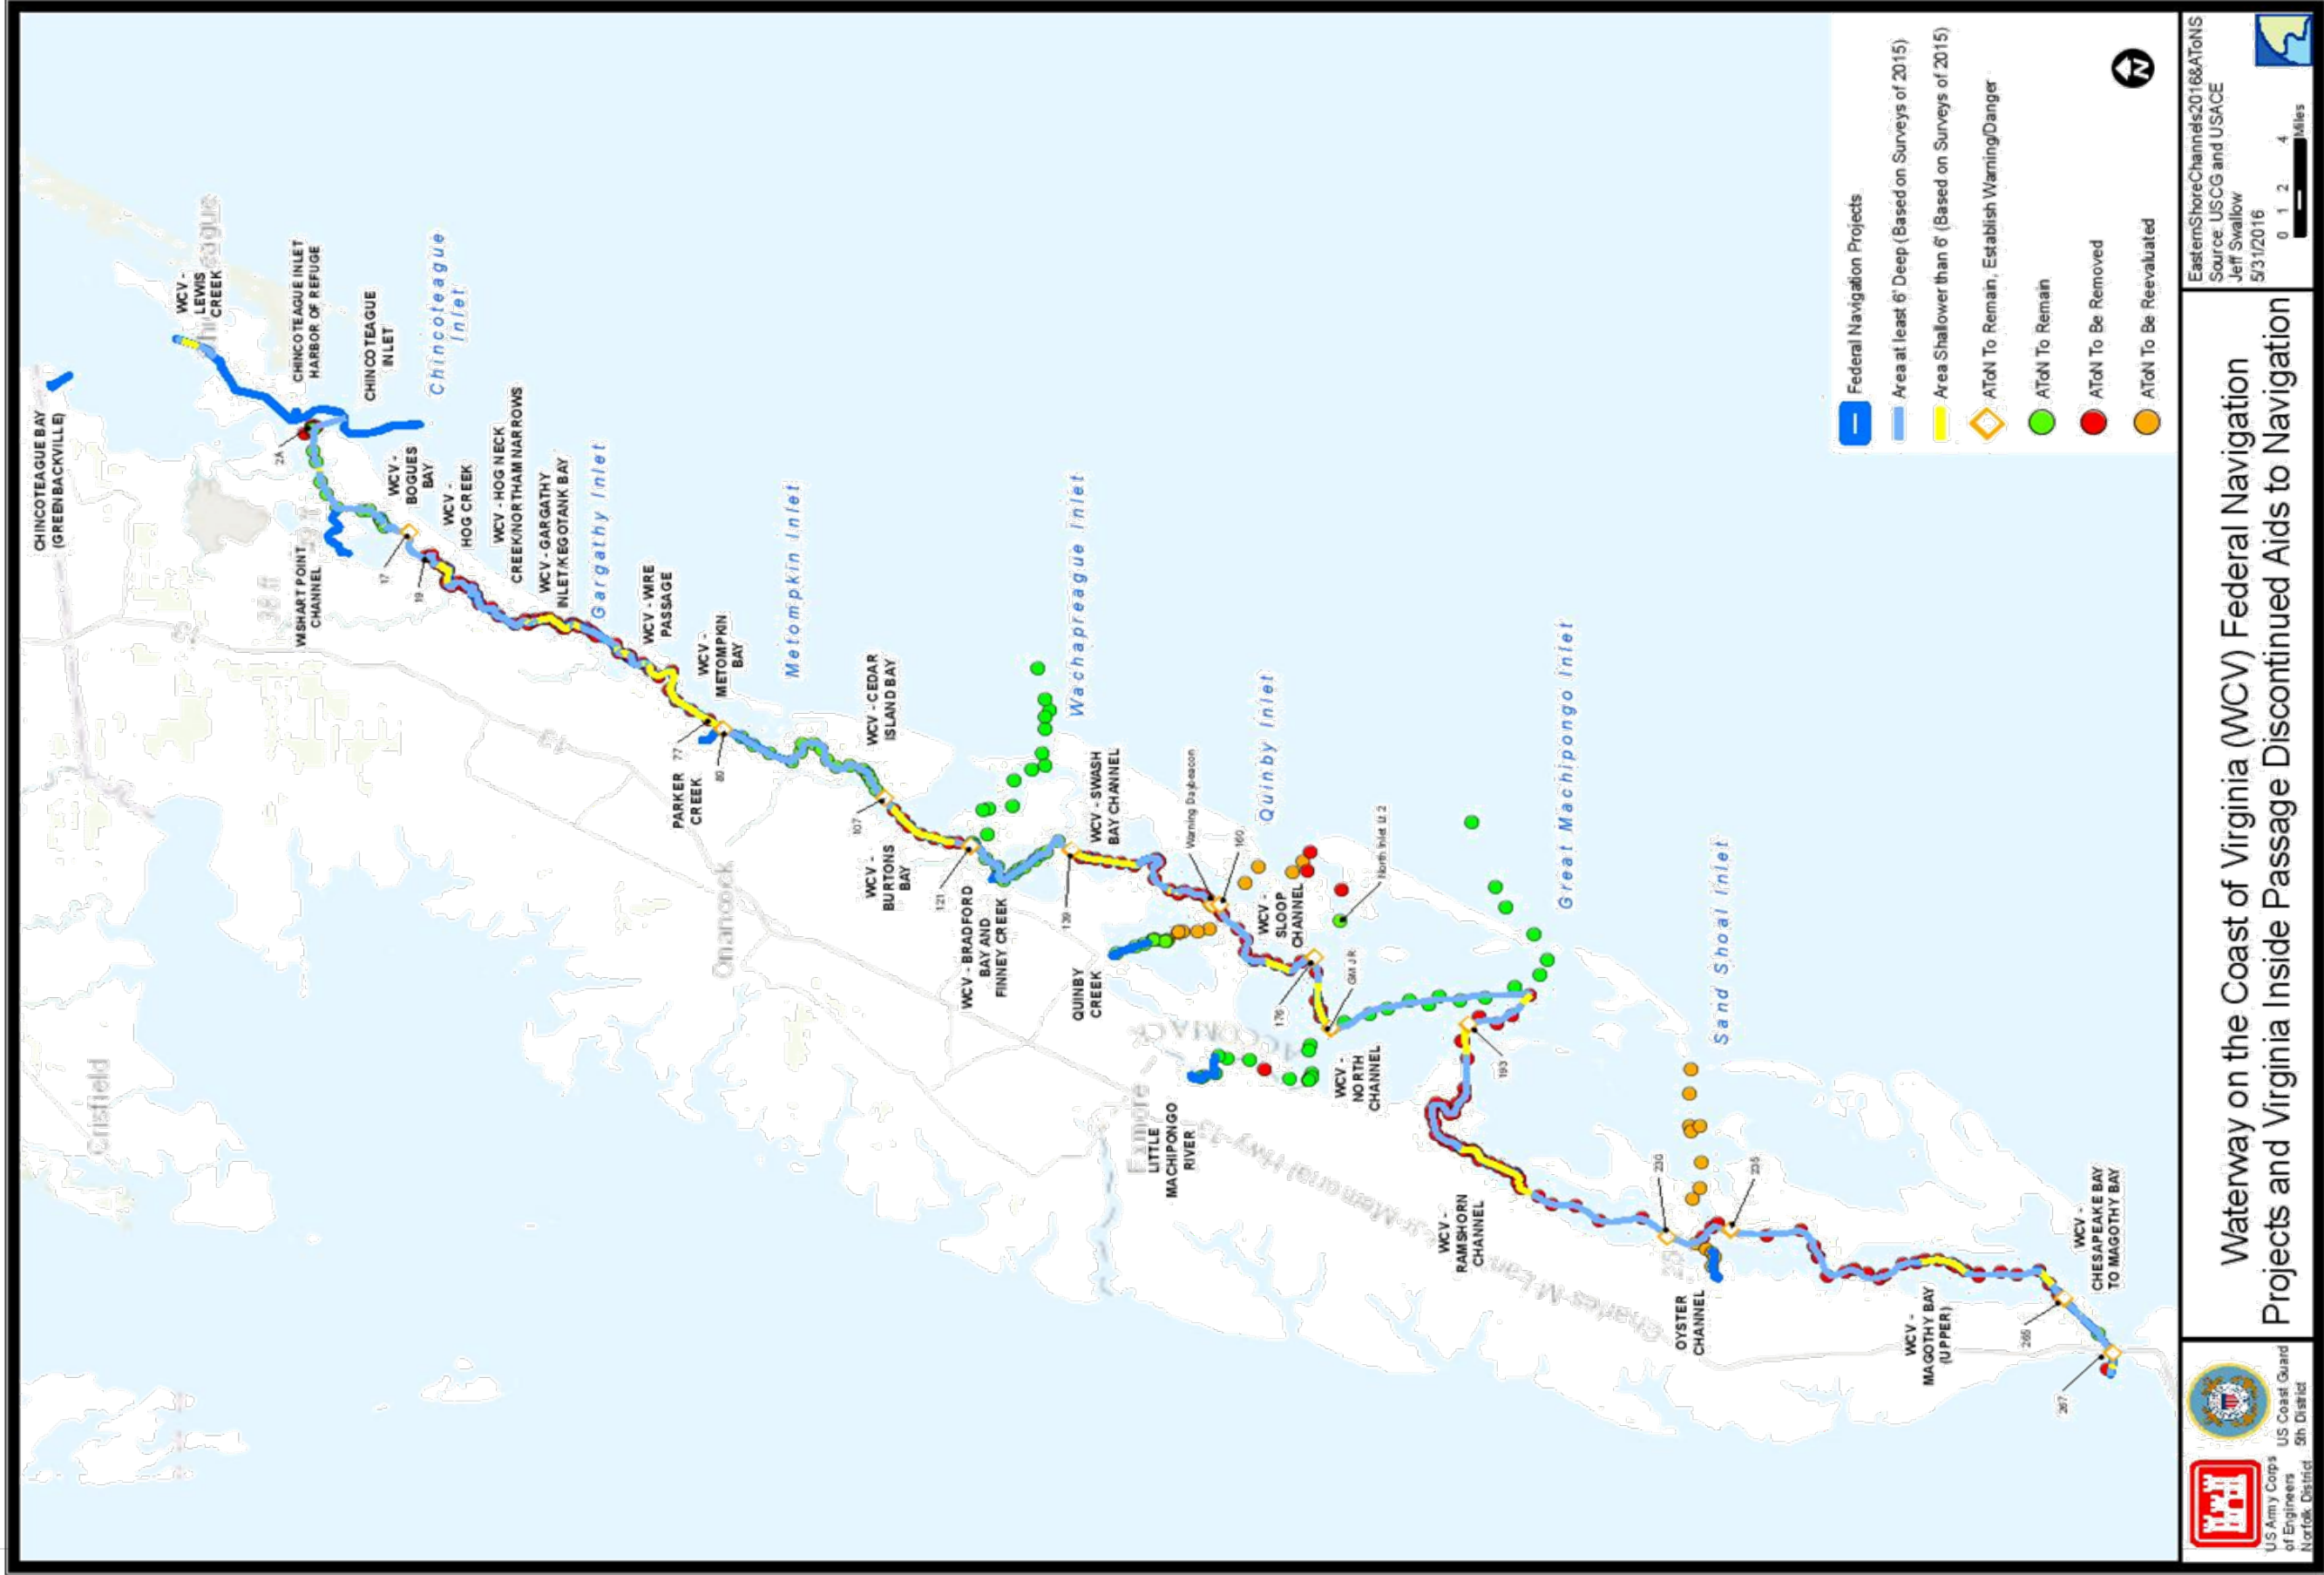 CHINCOTEAGUE BAY
(GREENBACKVILLE)
WCV -
LEWIS
CREEK
CHINCOTEAGUE INLET
HARBOR OF REFUGE
CHINCOTEAGUE
INLET
Chincoteague
Inlet
2A
WISHART POINT
CHANNEL
17
WCV -
BOGUES
BAY
19
WCV -
HOG CREEK
WCV - HOG NECK
CREEK/NORTHAM NARROWS
WCV - GARGATHY
INLET/KEGOTANK BAY
Gargathy Inlet
WCV - WIRE
PASSAGE
WCV -
METOMPKIN
BAY
Metompkin Inlet
PARKER
CREEK
77
80
WCV - CEDAR
ISLAND BAY
107
WCV -
BURTONS
BAY
Wachapreague Inlet
121
WCV - BRADFORD
BAY AND
FINNEY CREEK
139
WCV - SWASH
BAY CHANNEL
QUINBY
CREEK
Warning Daybeacon
160
Quinby Inlet
WCV -
SLOOP
CHANNEL
176
GM JR
North Inlet Lt 2
Great Machipongo Inlet
LITTLE
MACHIPONGO
RIVER
WCV -
NORTH
CHANNEL
193
WCV -
RAMSHORN
CHANNEL
Sand Shoal Inlet
230
235
OYSTER
CHANNEL
WCV -
MAGOTHY BAY
(UPPER)
WCV -
CHESAPEAKE BAY
TO MAGOTHY BAY
265
267
Crisfield
Onancock
Exmore
ACCOMACK
13
Federal Navigation Projects
Area at least 6' Deep (Based on Surveys of 2015)
Area Shallower than 6' (Based on Surveys of 2015)
AToN To Remain, Establish Warning/Danger
AToN To Remain
AToN To Be Removed
AToN To Be Reevaluated
N
US Army Corps
of Engineers
Norfolk District
US Coast Guard
5th District
Waterway on the Coast of Virginia (WCV) Federal Navigation
Projects and Virginia Inside Passage Discontinued Aids to Navigation
EasternShoreChannels2016&AToNS
Source: USCG and USACE
Jeff Swallow
5/31/2016
0 1 2 4
Miles